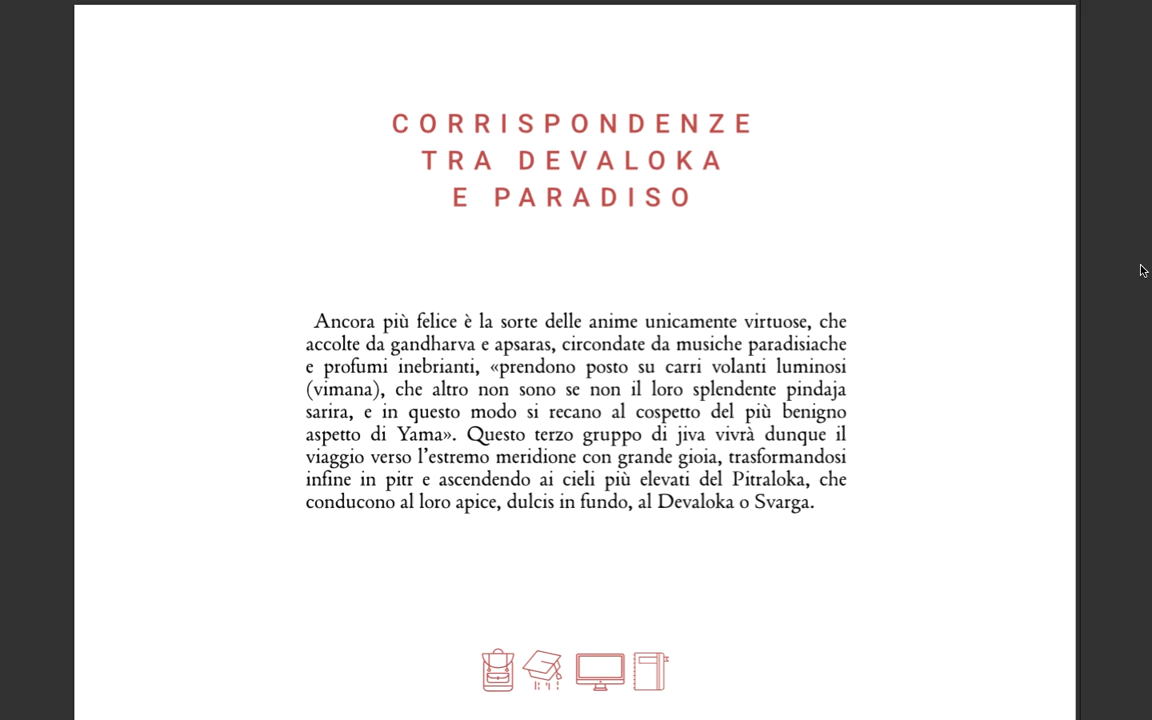 CORRISPONDENZE
TRA DEVALOKA
E PARADISO
Ancora più felice è la sorte delle anime unicamente virtuose, che
accolte da gandharva e apsaras, circondate da musiche paradisiache
e profumi inebrianti, «prendono posto su carri volanti luminosi
(vimana), che altro non sono se non il loro splendente pindaja
sarira, e in questo modo si recano al cospetto del più benigno
aspetto di Yama». Questo terzo gruppo di jiva vivrà dunque il
viaggio verso l’estremo meridione con grande gioia, trasformandosi
infine in pitr e ascendendo ai cieli più elevati del Pitraloka, che
conducono al loro apice, dulcis in fundo, al Devaloka o Svarga.